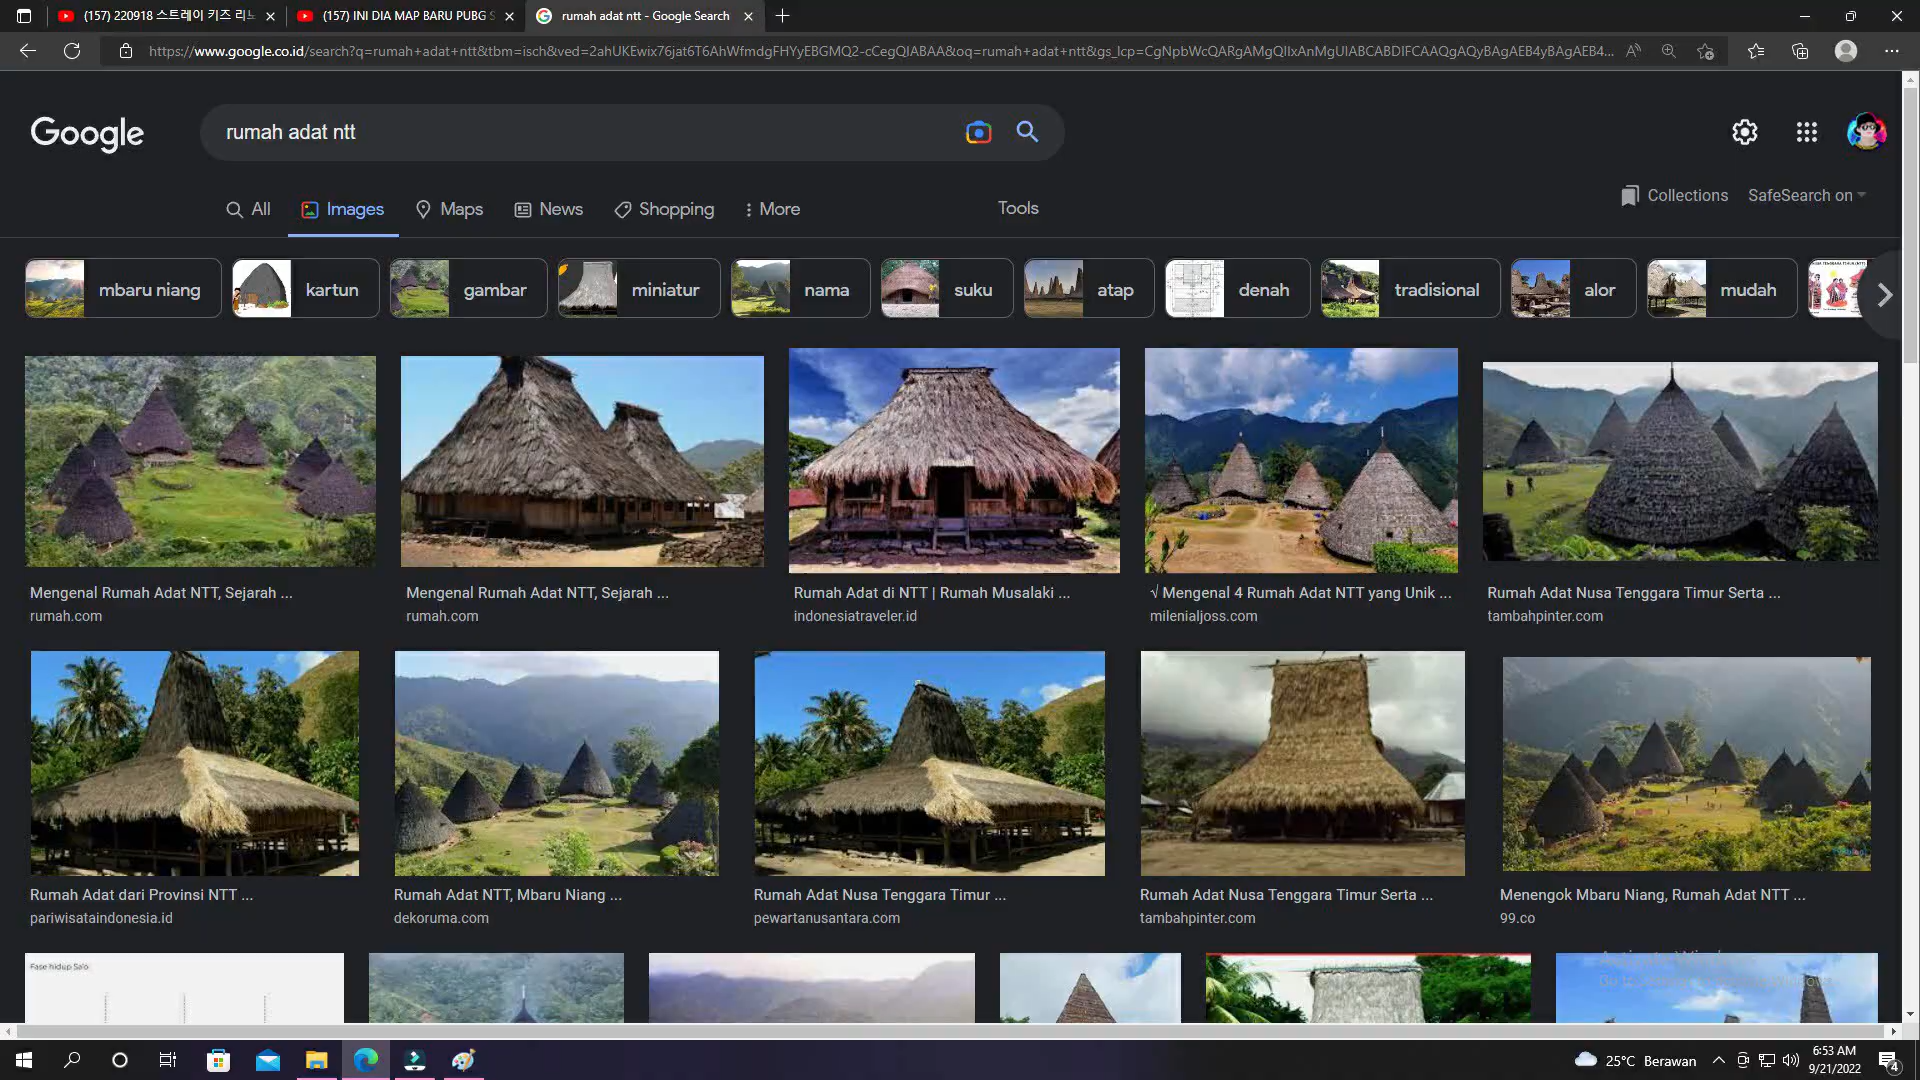 (157) 220918 스트레이 키즈 리노
(157) INI DIA MAP BARU PUBG S
rumah adat ntt - Google Search
https://www.google.co.id/search?q=rumah+adat+ntt&tbm=isch&ved=2ahUKEwix76jat6T6AhWfmdgFHYyEBGMQ2-cCegQIABAA&oq=rumah+adat+ntt&gs_lcp=CgNpbWcQARgAMgQIIxAnMgUIABCABDIFCAAQgAQyBAgAEB4yBAgAEB4...
Google
rumah adat ntt
All
Images
Maps
News
Shopping
More
Tools
Collections
SafeSearch on
mbaru niang
kartun
gambar
miniatur
nama
suku
atap
denah
tradisional
alor
mudah
Mengenal Rumah Adat NTT, Sejarah ...
rumah.com
Mengenal Rumah Adat NTT, Sejarah ...
rumah.com
Rumah Adat di NTT | Rumah Musalaki ...
indonesiatraveler.id
√ Mengenal 4 Rumah Adat NTT yang Unik ...
milenialjoss.com
Rumah Adat Nusa Tenggara Timur Serta ...
tambahpinter.com
Rumah Adat dari Provinsi NTT ...
pariwisataindonesia.id
Rumah Adat NTT, Mbaru Niang ...
dekoruma.com
Rumah Adat Nusa Tenggara Timur ...
pewartanusantara.com
Rumah Adat Nusa Tenggara Timur Serta ...
tambahpinter.com
Menengok Mbaru Niang, Rumah Adat NTT ...
99.co
Fase hidup Sa'o
25°C Berawan
6:53 AM
9/21/2022
4